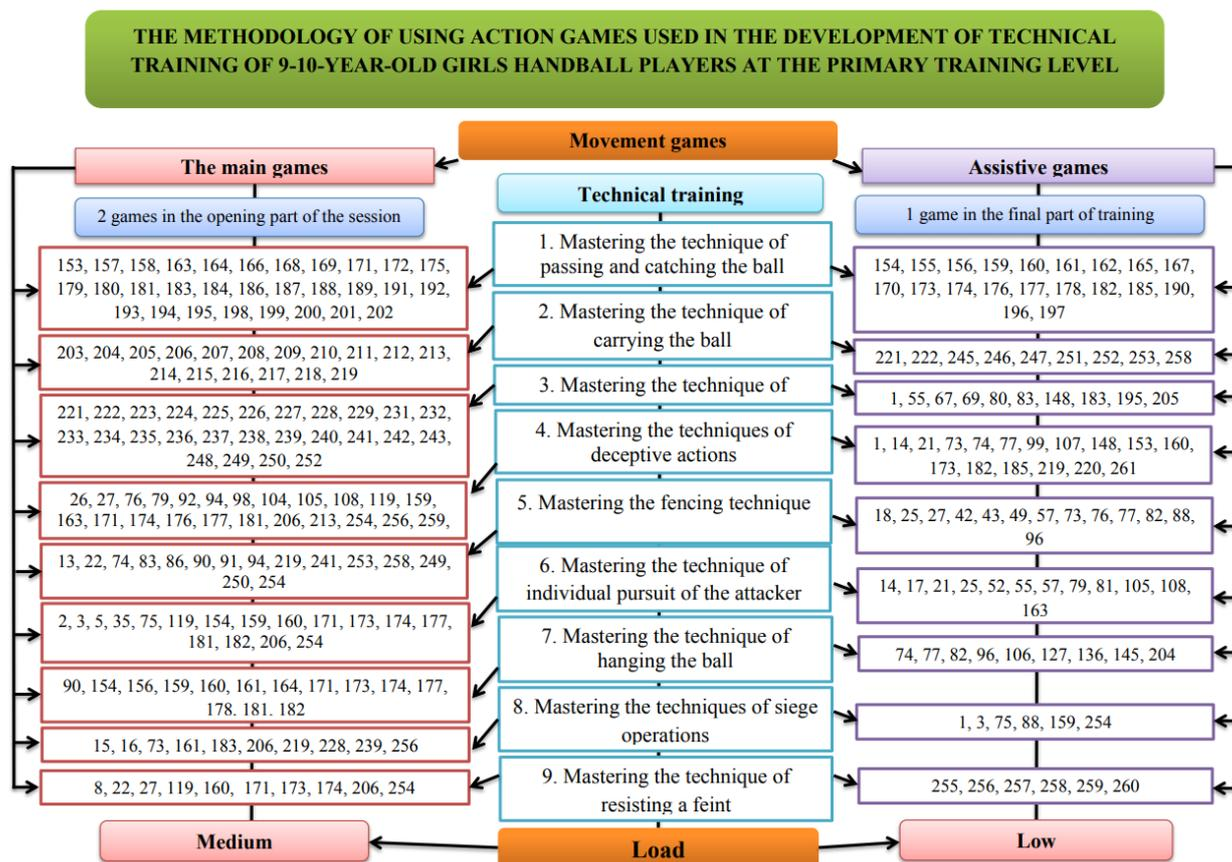 THE METHODOLOGY OF USING ACTION GAMES USED IN THE DEVELOPMENT OF TECHNICAL
TRAINING OF 9-10-YEAR-OLD GIRLS HANDBALL PLAYERS AT THE PRIMARY TRAINING LEVEL
Movement games
The main games
Assistive games
Technical training
2 games in the opening part of the session
1 game in the final part of training
1. Mastering the technique of
passing and catching the ball
153, 157, 158, 163, 164, 166, 168, 169, 171, 172, 175,
179, 180, 181, 183, 184, 186, 187, 188, 189, 191, 192,
193, 194, 195, 198, 199, 200, 201, 202
154, 155, 156, 159, 160, 161, 162, 165, 167,
170, 173, 174, 176, 177, 178, 182, 185, 190,
196, 197
2. Mastering the technique of
carrying the ball
203, 204, 205, 206, 207, 208, 209, 210, 211, 212, 213,
214, 215, 216, 217, 218, 219
221, 222, 245, 246, 247, 251, 252, 253, 258
3. Mastering the technique of
221, 222, 223, 224, 225, 226, 227, 228, 229, 231, 232,
233, 234, 235, 236, 237, 238, 239, 240, 241, 242, 243,
248, 249, 250, 252
1, 55, 67, 69, 80, 83, 148, 183, 195, 205
4. Mastering the techniques of
deceptive actions
26, 27, 76, 79, 92, 94, 98, 104, 105, 108, 119, 159,
163, 171, 174, 176, 177, 181, 206, 213, 254, 256, 259,
1, 14, 21, 73, 74, 77, 99, 107, 148, 153, 160,
173, 182, 185, 219, 220, 261
5. Mastering the fencing technique
13, 22, 74, 83, 86, 90, 91, 94, 219, 241, 253, 258, 249,
250, 254
18, 25, 27, 42, 43, 49, 57, 73, 76, 77, 82, 88,
96
6. Mastering the technique of
individual pursuit of the attacker
2, 3, 5, 35, 75, 119, 154, 159, 160, 171, 173, 174, 177,
181, 182, 206, 254
14, 17, 21, 25, 52, 55, 57, 79, 81, 105, 108,
163
7. Mastering the technique of
hanging the ball
90, 154, 156, 159, 160, 161, 164, 171, 173, 174, 177,
178, 181, 182
74, 77, 82, 96, 106, 127, 136, 145, 204
8. Mastering the techniques of siege
operations
15, 16, 73, 161, 183, 206, 219, 228, 239, 256
1, 3, 75, 88, 159, 254
9. Mastering the technique of
resisting a feint
8, 22, 27, 119, 160, 171, 173, 174, 206, 254
255, 256, 257, 258, 259, 260
Medium
Load
Low